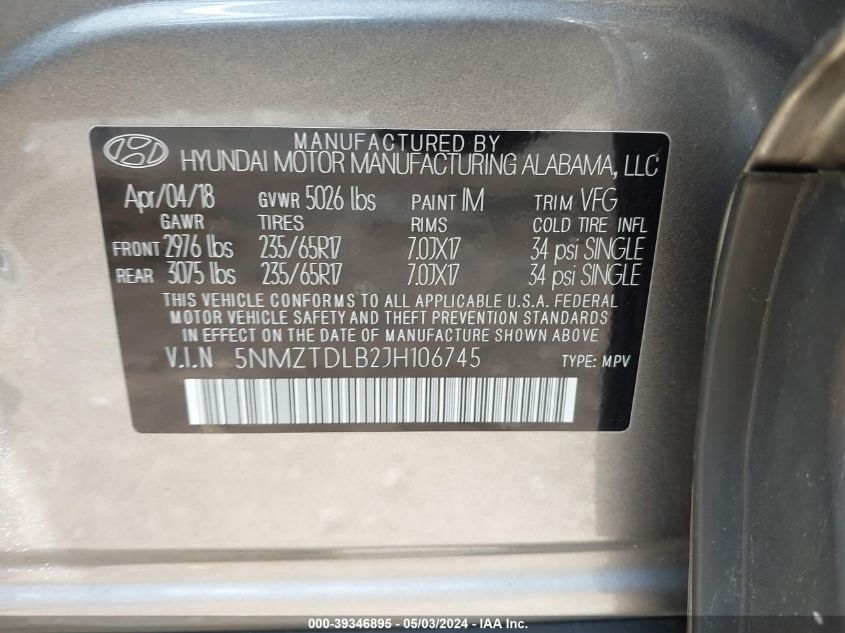 MANUFACTURED BY
HYUNDAI MOTOR MANUFACTURING ALABAMA, LLC
Apr/04/18 GVWR 5026 lbs PAINT IM TRIM VFG
GAWR TIRES RIMS COLD TIRE INFL
FRONT 2976 lbs 235/65R17 7.0JX17 34 psi SINGLE
REAR 3075 lbs 235/65R17 7.0JX17 34 psi SINGLE
THIS VEHICLE CONFORMS TO ALL APPLICABLE U.S.A. FEDERAL
MOTOR VEHICLE SAFETY AND THEFT PREVENTION STANDARDS
IN EFFECT ON THE DATE OF MANUFACTURE SHOWN ABOVE.
V.I.N 5NMZTDLB2JH106745 TYPE: MPV
000-39346895 - 05/03/2024 - IAA Inc.